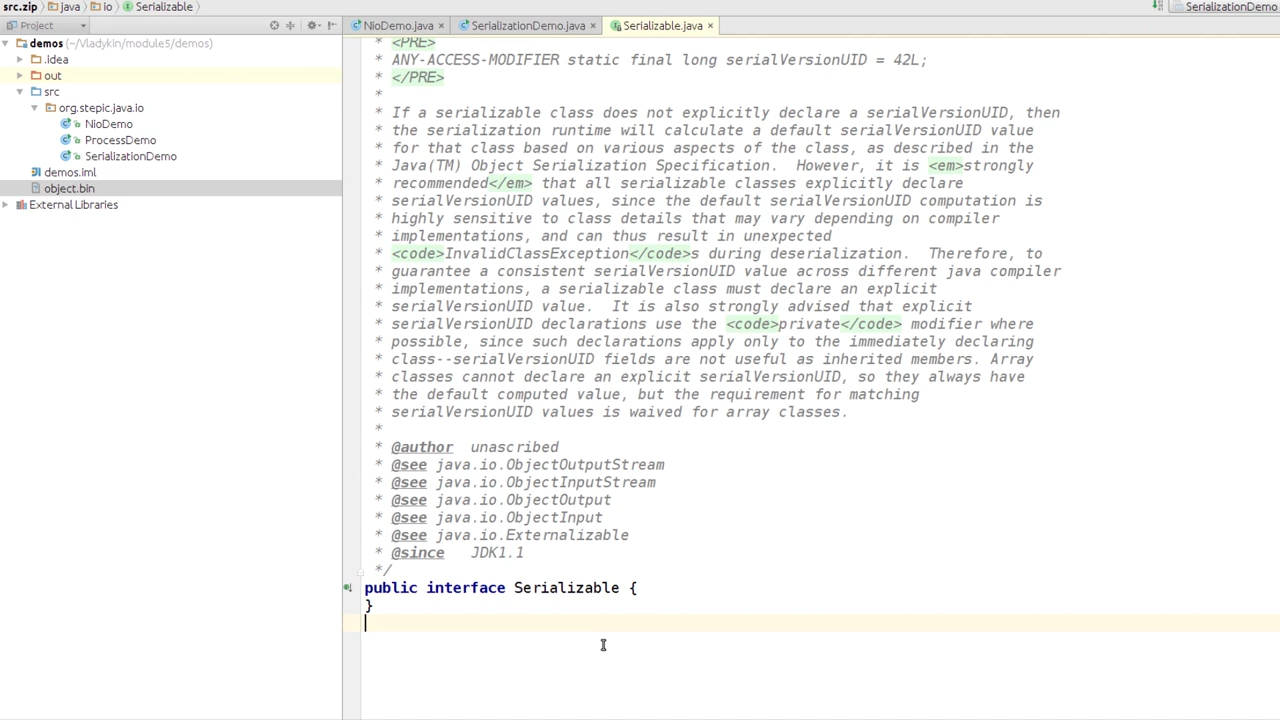 src.zip java io Serializable SerializationDemo
Project NioDemo.java × SerializationDemo.java × Serializable.java ×
demos (~/Vladykin/module5/demos)
.idea
out
src
org.stepic.java.io
NioDemo
ProcessDemo
SerializationDemo
demos.iml
object.bin
External Libraries
* <PRE>
* ANY-ACCESS-MODIFIER static final long serialVersionUID = 42L;
* </PRE>
*
* If a serializable class does not explicitly declare a serialVersionUID, then
* the serialization runtime will calculate a default serialVersionUID value
* for that class based on various aspects of the class, as described in the
* Java(TM) Object Serialization Specification.  However, it is <em>strongly
* recommended</em> that all serializable classes explicitly declare
* serialVersionUID values, since the default serialVersionUID computation is
* highly sensitive to class details that may vary depending on compiler
* implementations, and can thus result in unexpected
* <code>InvalidClassException</code>s during deserialization.  Therefore, to
* guarantee a consistent serialVersionUID value across different java compiler
* implementations, a serializable class must declare an explicit
* serialVersionUID value.  It is also strongly advised that explicit
* serialVersionUID declarations use the <code>private</code> modifier where
* possible, since such declarations apply only to the immediately declaring
* class--serialVersionUID fields are not useful as inherited members. Array
* classes cannot declare an explicit serialVersionUID, so they always have
* the default computed value, but the requirement for matching
* serialVersionUID values is waived for array classes.
*
* @author  unascribed
* @see java.io.ObjectOutputStream
* @see java.io.ObjectInputStream
* @see java.io.ObjectOutput
* @see java.io.ObjectInput
* @see java.io.Externalizable
* @since   JDK1.1
*/
public interface Serializable {
}